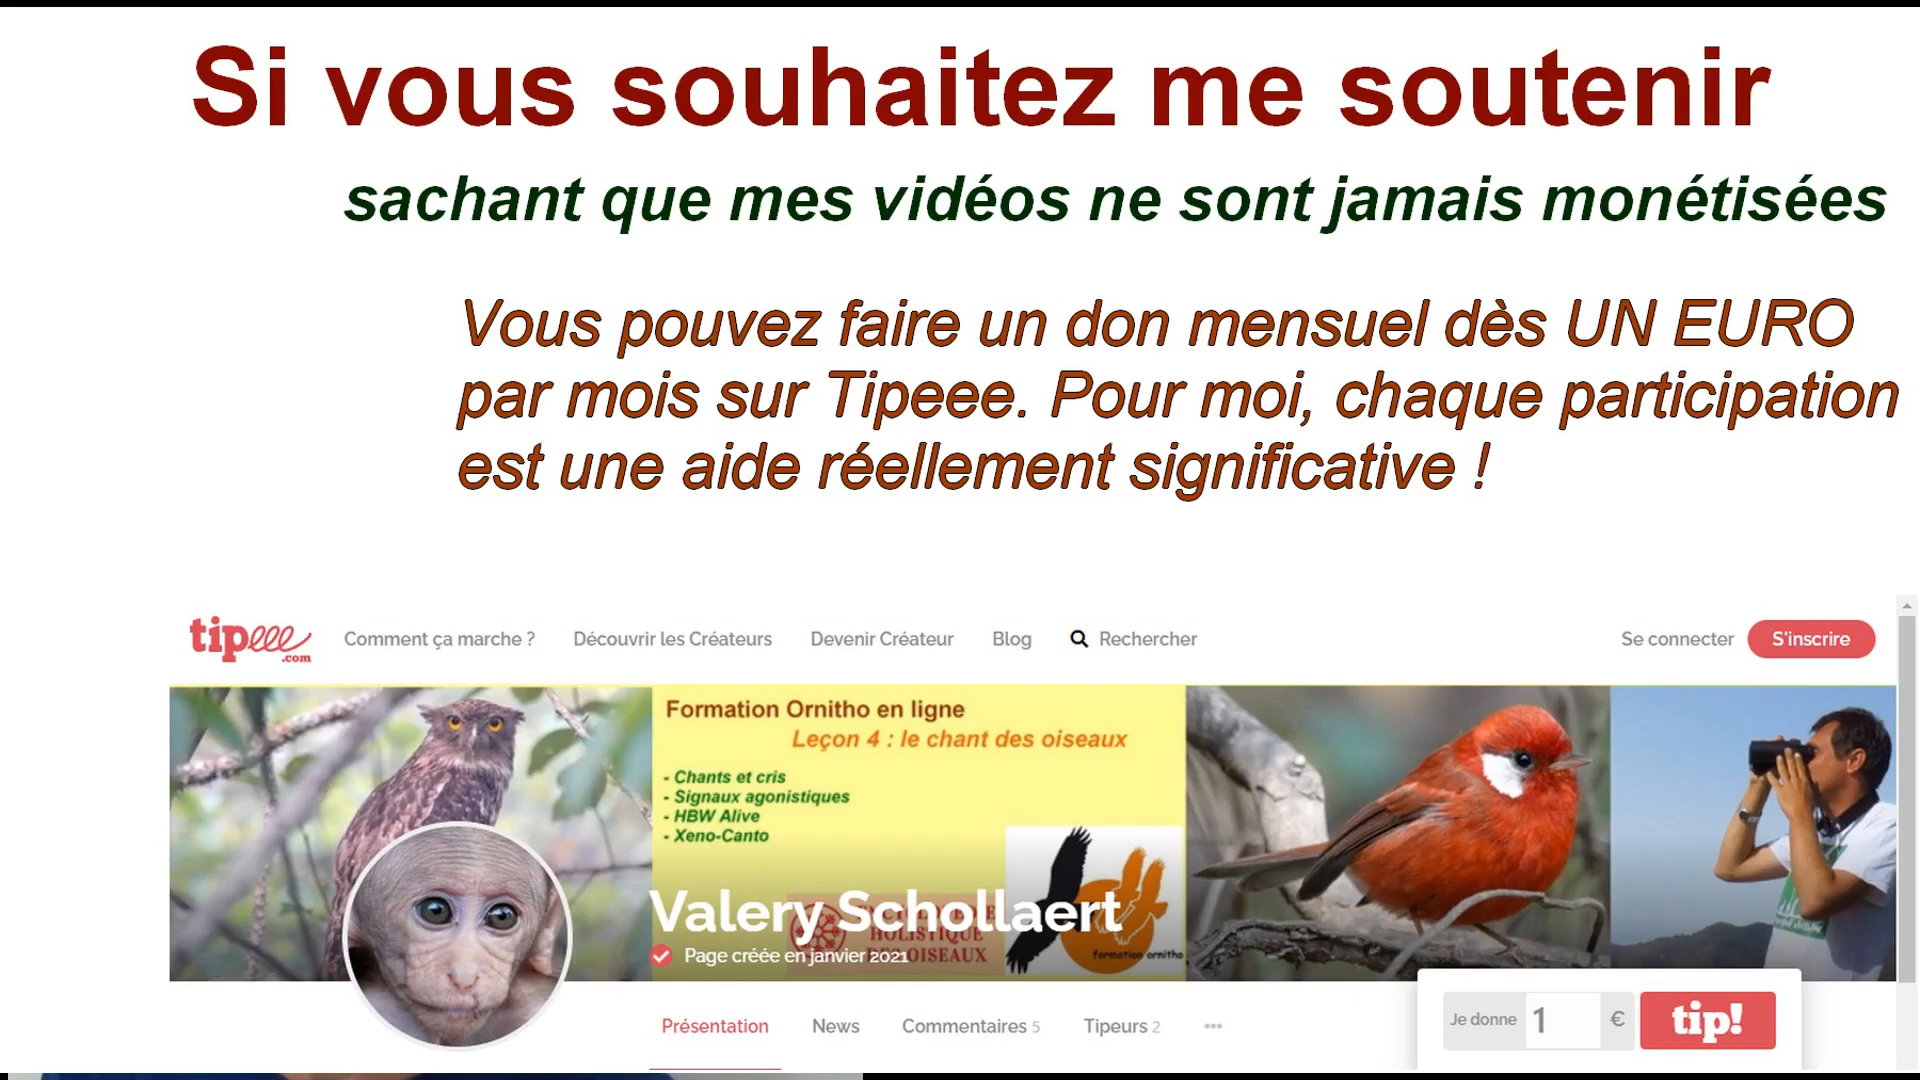 Si vous souhaitez me soutenir
sachant que mes vidéos ne sont jamais monétisées
Vous pouvez faire un don mensuel dès UN EURO
par mois sur Tipeee. Pour moi, chaque participation
est une aide réellement significative !
tipeee.com
Comment ça marche ?
Découvrir les Créateurs
Devenir Créateur
Blog
Rechercher
Se connecter
S'inscrire
Formation Ornitho en ligne
Leçon 4 : le chant des oiseaux
- Chants et cris
- Signaux agonistiques
- HBW Alive
- Xeno-Canto
Valery Schollaert
HOLISTIQUE
OISEAUX
Page créée en janvier 2021
formation ornitho
Présentation
News
Commentaires 5
Tipeurs 2
Je donne 1 €
tip!